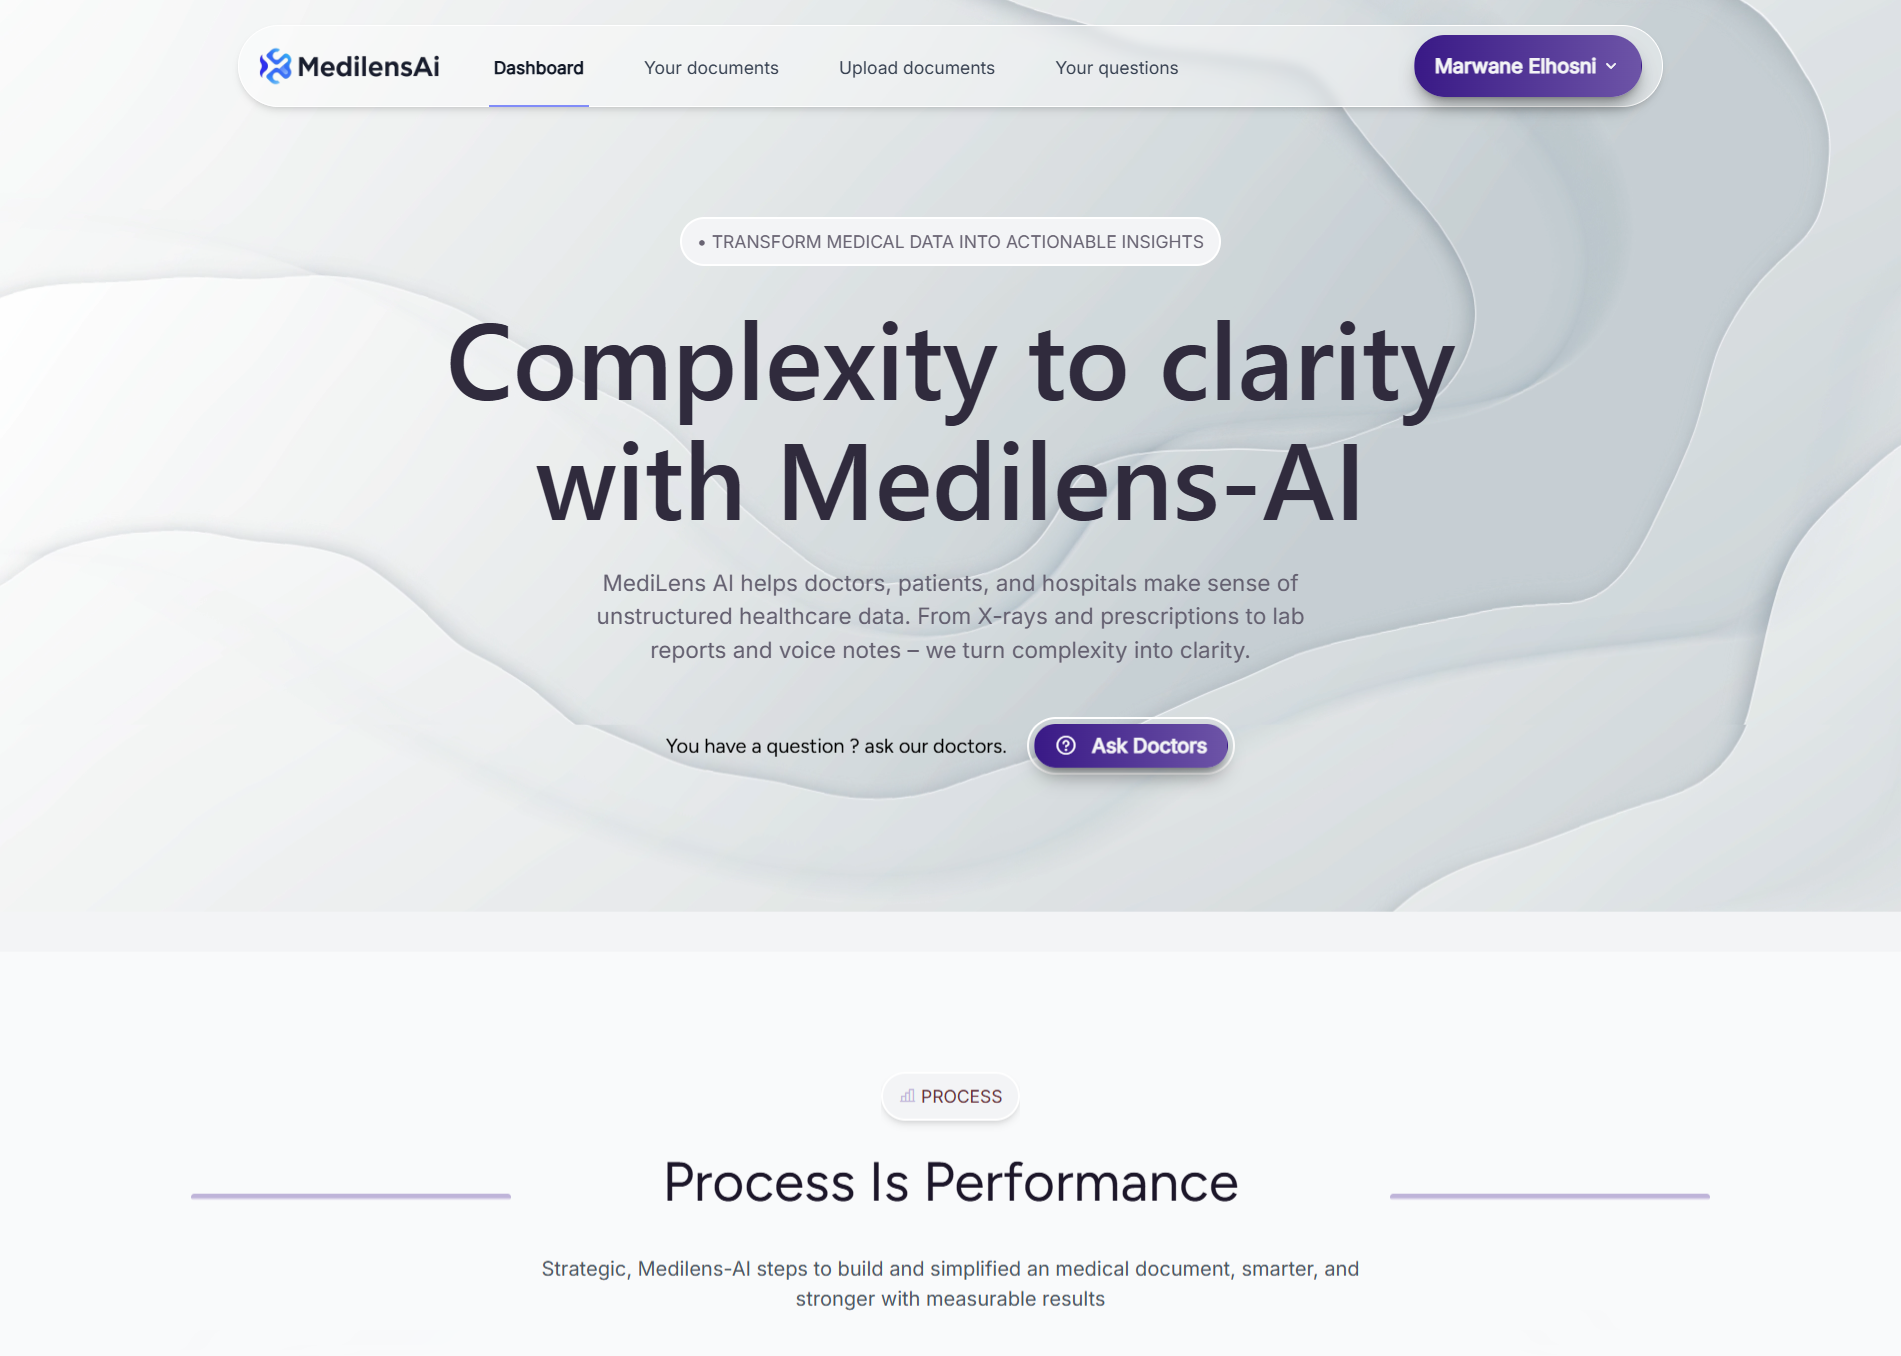 MedilensAi
Dashboard
Your documents
Upload documents
Your questions
Marwane Elhosni
• TRANSFORM MEDICAL DATA INTO ACTIONABLE INSIGHTS
Complexity to clarity
with Medilens-AI
MediLens AI helps doctors, patients, and hospitals make sense of
unstructured healthcare data. From X-rays and prescriptions to lab
reports and voice notes – we turn complexity into clarity.
You have a question ? ask our doctors.
Ask Doctors
PROCESS
Process Is Performance
Strategic, Medilens-AI steps to build and simplified an medical document, smarter, and
stronger with measurable results